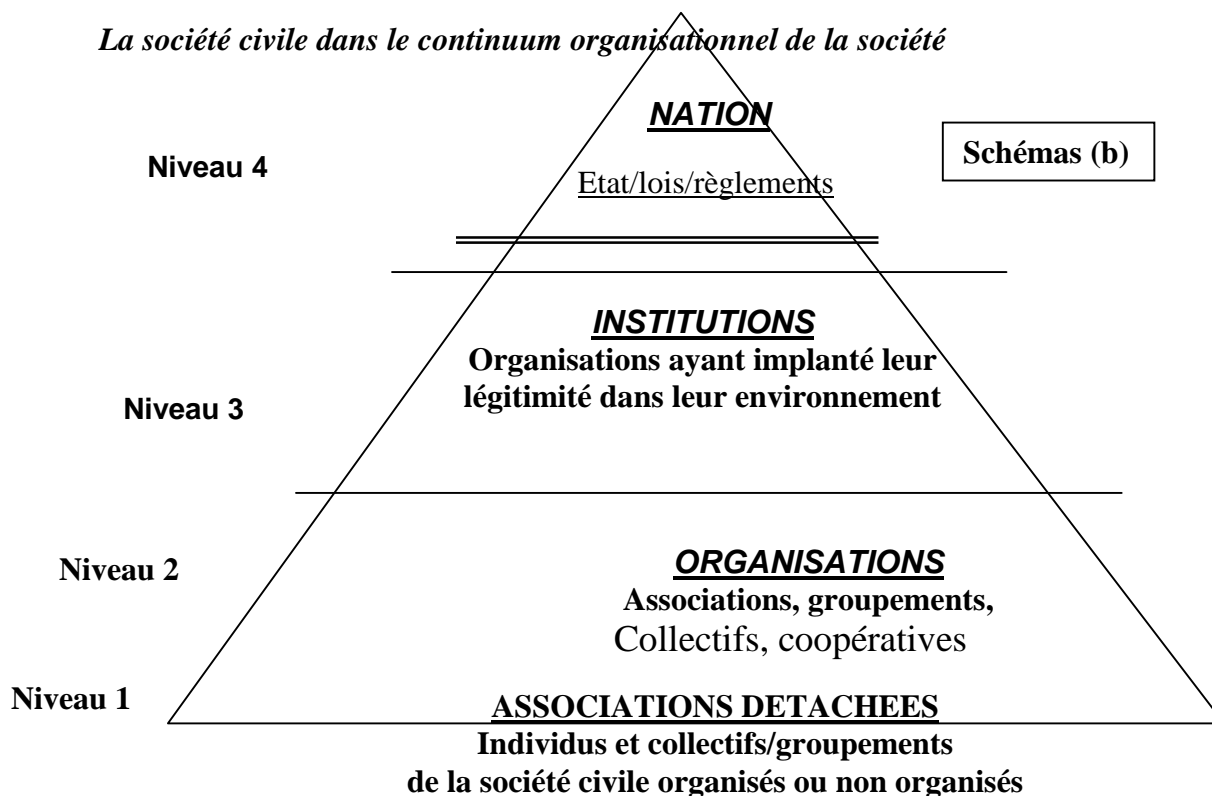 La société civile dans le continuum organisationnel de la société
NATION
Schémas (b)
Niveau 4
Etat/lois/règlements
INSTITUTIONS
Organisations ayant implanté leur
légitimité dans leur environnement
Niveau 3
ORGANISATIONS
Niveau 2
Associations, groupements,
Collectifs, coopératives
Niveau 1
ASSOCIATIONS DETACHEES
Individus et collectifs/groupements
de la société civile organisés ou non organisés